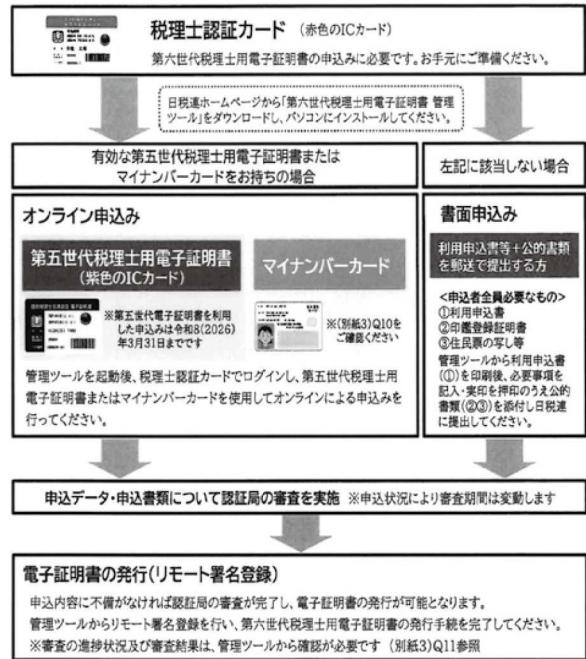 税理士認証カード (赤色のICカード)
第六世代税理士用電子証明書の申込みに必要です。お手元にご準備ください。
日税連ホームページから「第六世代税理士用電子証明書 管理
ツール」をダウンロードし、パソコンにインストールしてください。
有効な第五世代税理士用電子証明書または
マイナンバーカードをお持ちの場合
左記に該当しない場合
オンライン申込み
第五世代税理士用電子証明書
(紫色のICカード)
※第五世代電子証明書を利用
した申込みは令和8(2026)
年3月31日までです
マイナンバーカード
※(別紙3)Q10を
ご確認ください
管理ツールを起動後、税理士認証カードでログインし、第五世代税理士用
電子証明書またはマイナンバーカードを使用してオンラインによる申込みを
行ってください。
書面申込み
利用申込書等+公的書類
を郵送で提出する方
<申込者全員必要なもの>
①利用申込書
②印鑑登録証明書
③住民票の写し等
管理ツールから利用申込書
(①)を印刷後、必要事項を
記入・実印を押印のうえ公的
書類(②③)を添付し日税連
に提出してください。
申込データ・申込書類について認証局の審査を実施 ※申込状況により審査期間は変動します
電子証明書の発行(リモート署名登録)
申込内容に不備がなければ認証局の審査が完了し、電子証明書の発行が可能となります。
管理ツールからリモート署名登録を行い、第六世代税理士用電子証明書の発行手続を完了してください。
※審査の進捗状況及び審査結果は、管理ツールから確認が必要です (別紙3)Q11参照